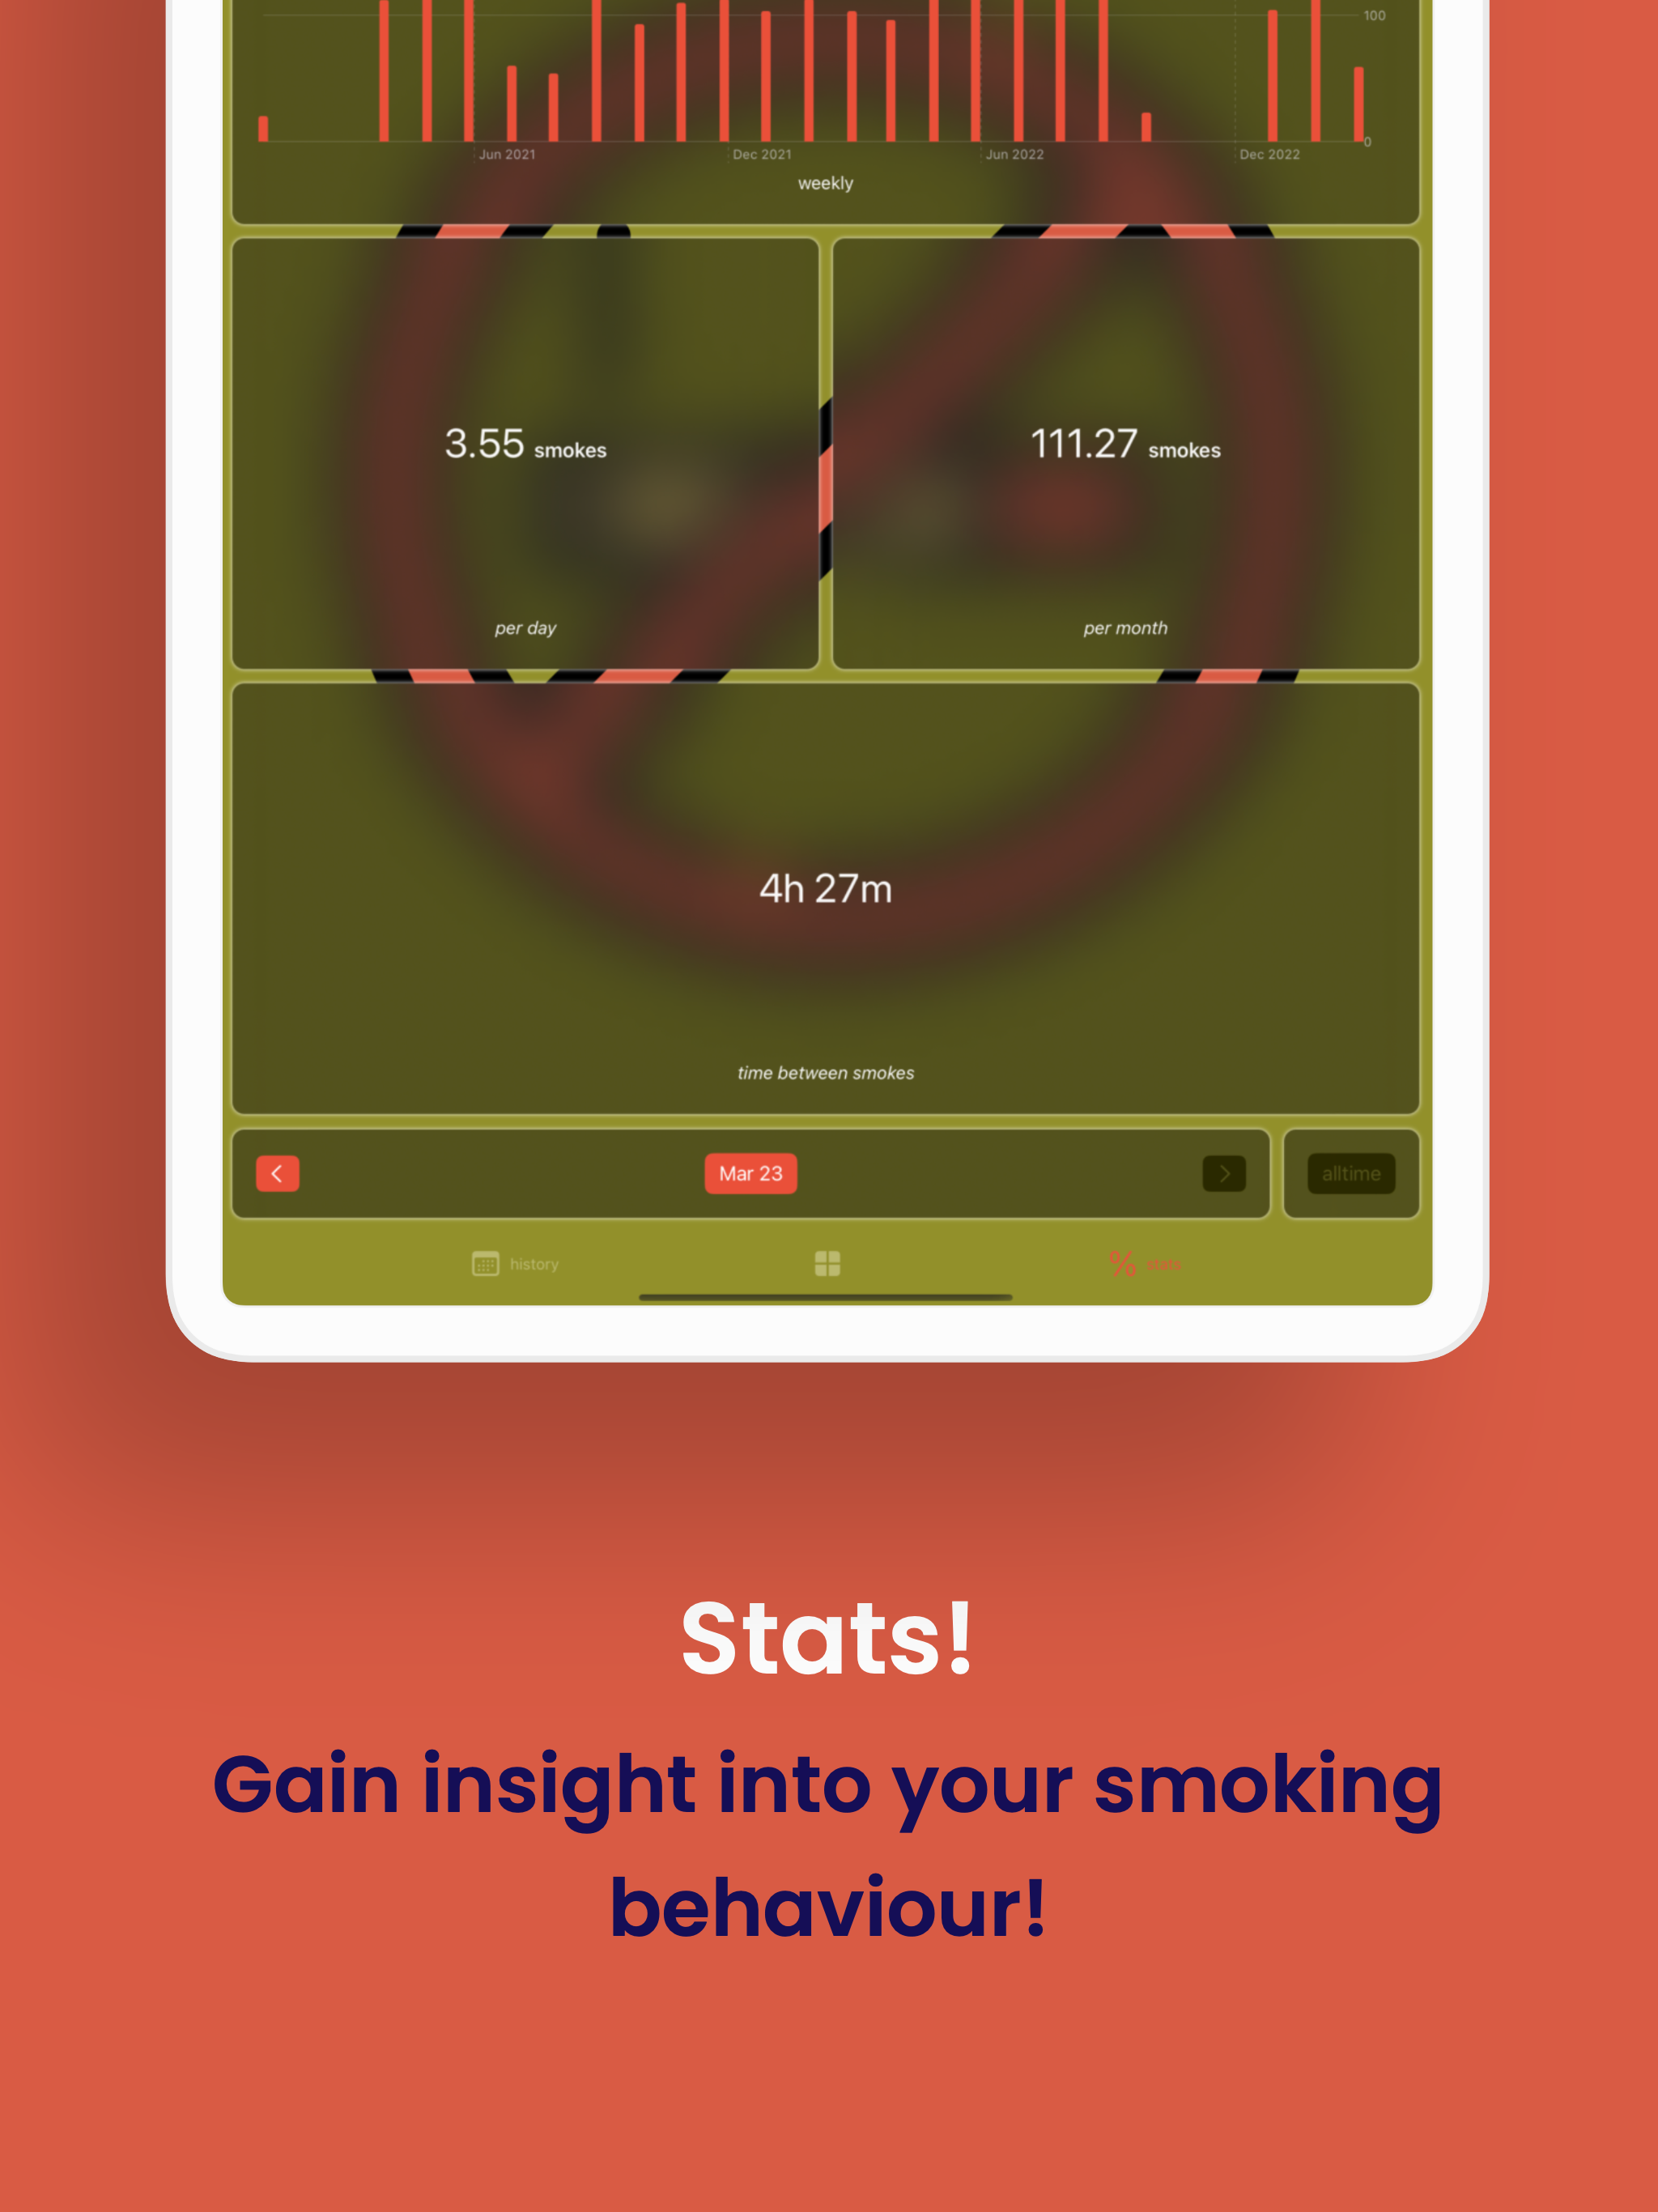 100
0
Jun 2021 Dec 2021 Jun 2022 Dec 2022
weekly
3.55 smokes
per day
111.27 smokes
per month
4h 27m
time between smokes
Mar 23
alltime
history
% stats
Stats!
Gain insight into your smoking
behaviour!